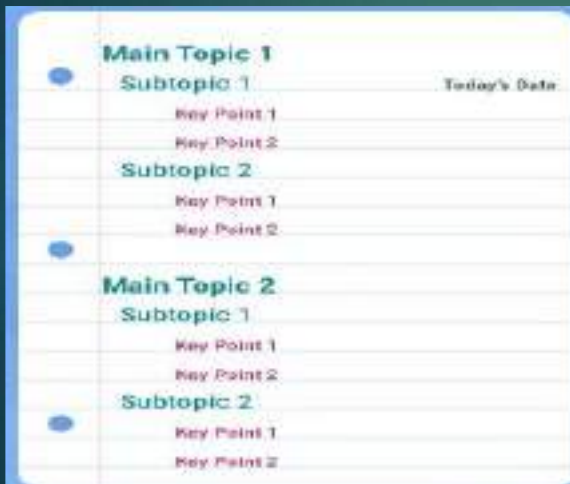 Main Topic 1
Subtopic 1
Today's Date
Key Point 1
Key Point 2
Subtopic 2
Key Point 1
Key Point 2
Main Topic 2
Subtopic 1
Key Point 1
Key Point 2
Subtopic 2
Key Point 1
Key Point 2